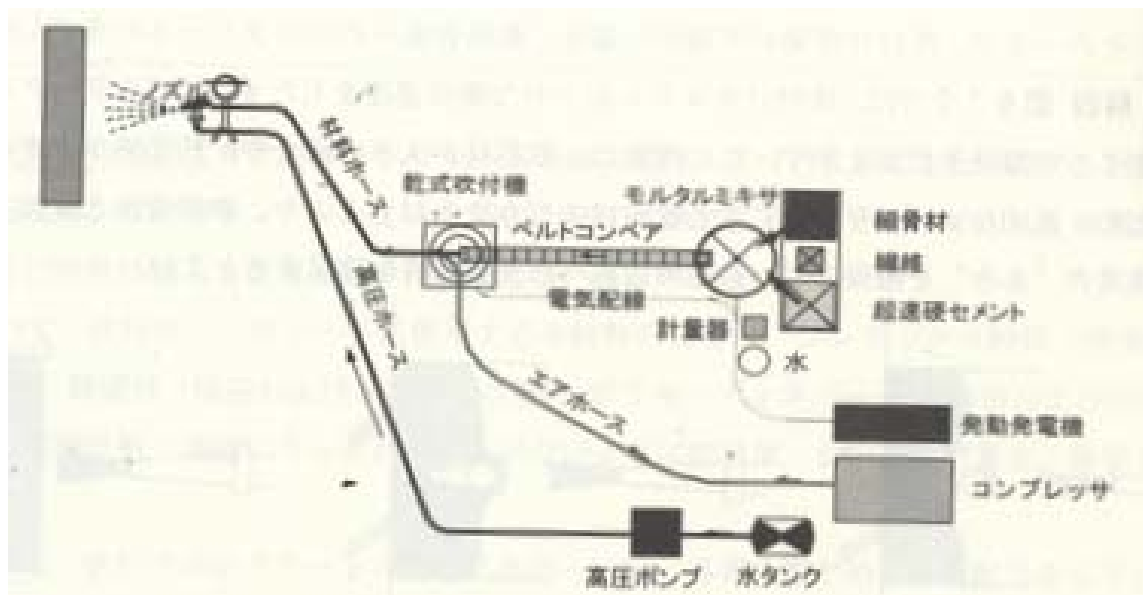 ノズル
材料ホース
高圧ホース
乾式吹付機
ベルトコンベア
電気配線
エアホース
モルタルミキサ
細骨材
繊維
超速硬セメント
計量器
水
発動発電機
コンプレッサ
高圧ポンプ
水タンク